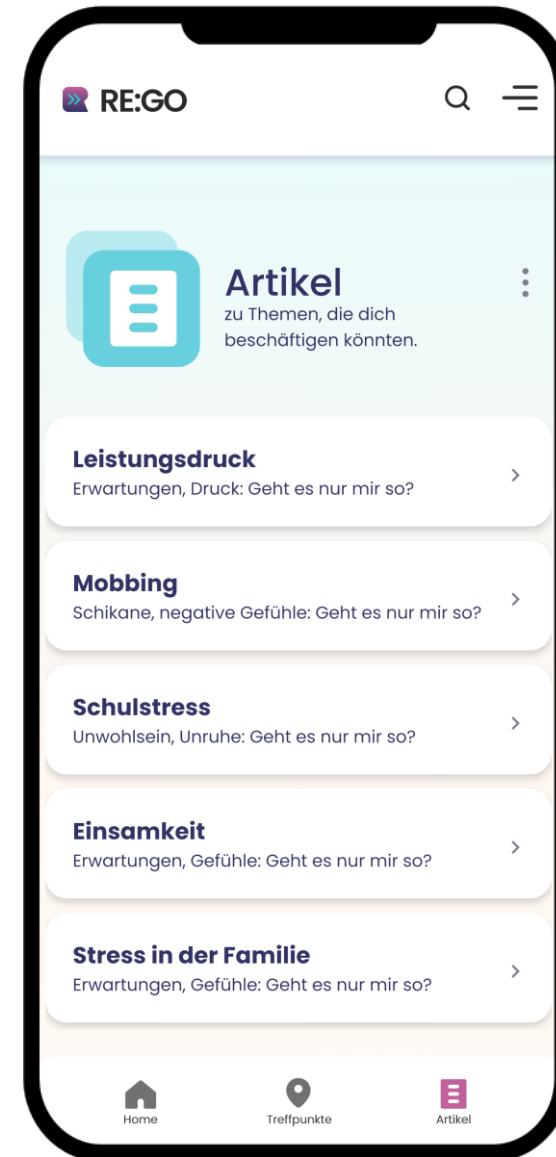 RE:GO
Artikel
zu Themen, die dich
beschäftigen könnten.
Leistungsdruck
Erwartungen, Druck: Geht es nur mir so?
Mobbing
Schikane, negative Gefühle: Geht es nur mir so?
Schulstress
Unwohlsein, Unruhe: Geht es nur mir so?
Einsamkeit
Erwartungen, Gefühle: Geht es nur mir so?
Stress in der Familie
Erwartungen, Gefühle: Geht es nur mir so?
Home
Treffpunkte
Artikel